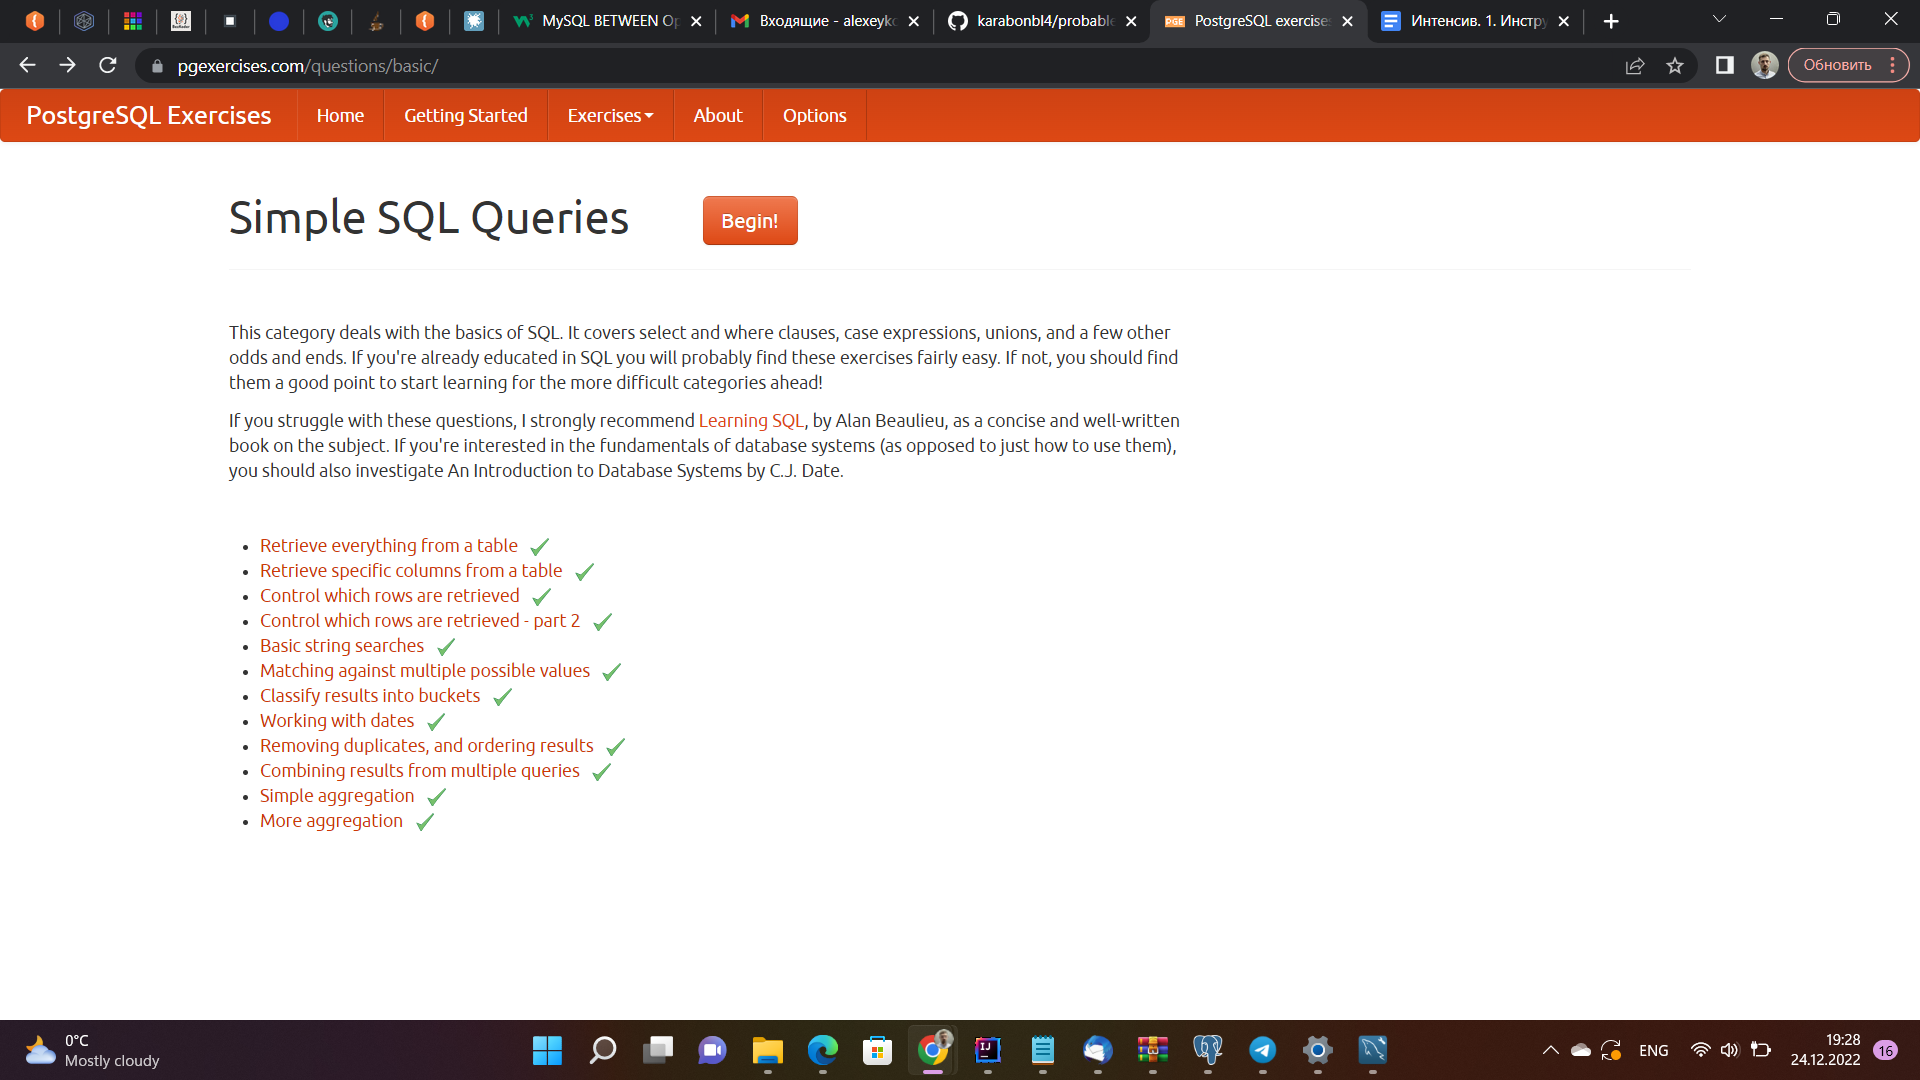 MySQL BETWEEN Op
Входящие - alexeyko
karabonbl4/probable
PGE PostgreSQL exercises
Интенсив. 1. Инстру
pgexercises.com/questions/basic/
Обновить
PostgreSQL Exercises Home Getting Started Exercises About Options
Simple SQL Queries Begin!
This category deals with the basics of SQL. It covers select and where clauses, case expressions, unions, and a few other
odds and ends. If you're already educated in SQL you will probably find these exercises fairly easy. If not, you should find
them a good point to start learning for the more difficult categories ahead!
If you struggle with these questions, I strongly recommend Learning SQL, by Alan Beaulieu, as a concise and well-written
book on the subject. If you're interested in the fundamentals of database systems (as opposed to just how to use them),
you should also investigate An Introduction to Database Systems by C.J. Date.
Retrieve everything from a table
Retrieve specific columns from a table
Control which rows are retrieved
Control which rows are retrieved - part 2
Basic string searches
Matching against multiple possible values
Classify results into buckets
Working with dates
Removing duplicates, and ordering results
Combining results from multiple queries
Simple aggregation
More aggregation
0°C
Mostly cloudy
IJ
ENG
19:28
24.12.2022
16